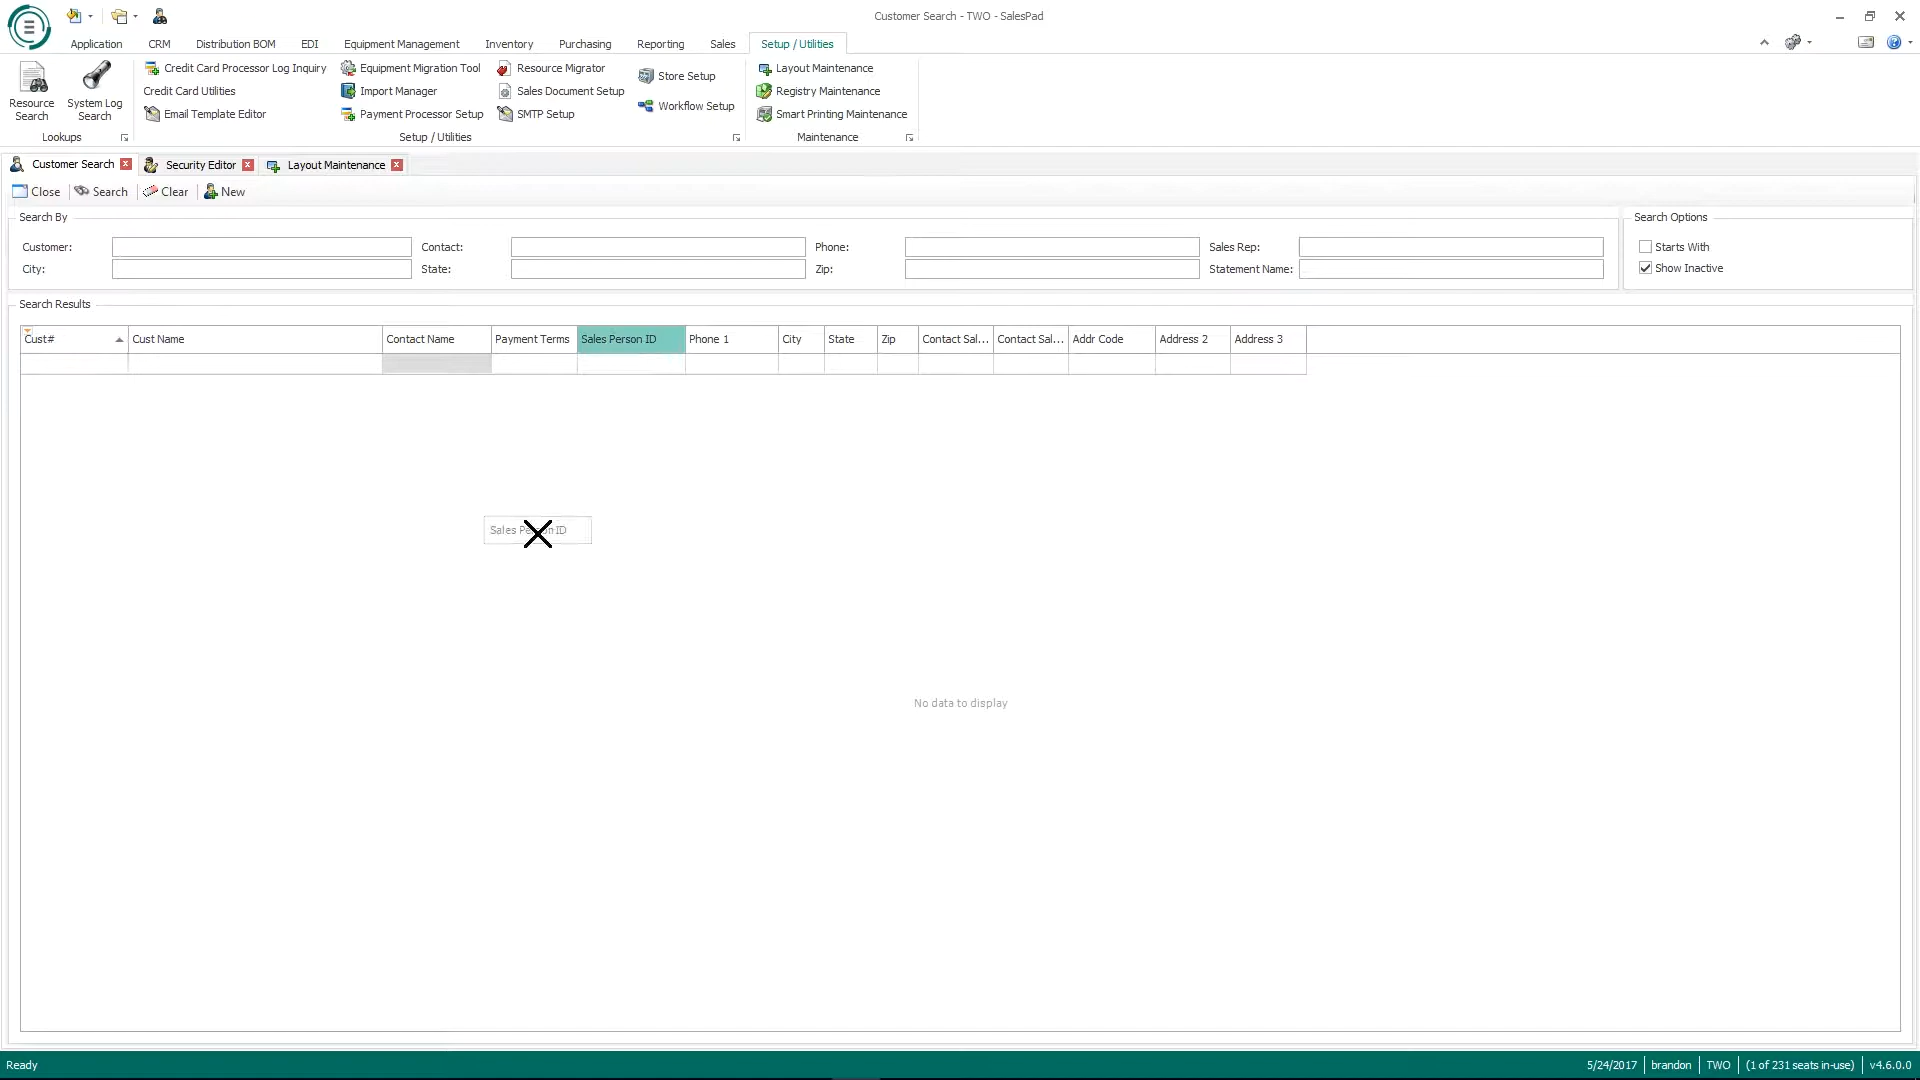 Customer Search - TWO - SalesPad
Application CRM Distribution BOM EDI Equipment Management Inventory Purchasing Reporting Sales Setup / Utilities
Resource Search
System Log Search
Lookups
Credit Card Processor Log Inquiry
Credit Card Utilities
Email Template Editor
Equipment Migration Tool
Import Manager
Payment Processor Setup
Resource Migrator
Sales Document Setup
SMTP Setup
Store Setup
Workflow Setup
Setup / Utilities
Layout Maintenance
Registry Maintenance
Smart Printing Maintenance
Maintenance
Customer Search Security Editor Layout Maintenance
Close Search Clear New
Search By
Customer: Contact: Phone: Sales Rep:
City: State: Zip: Statement Name:
Search Options
Starts With
Show Inactive
Search Results
Cust# Cust Name Contact Name Payment Terms Sales Person ID Phone 1 City State Zip Contact Sal... Contact Sal... Addr Code Address 2 Address 3
Sales Person ID
No data to display
Ready 5/24/2017 brandon TWO (1 of 231 seats in-use) v4.6.0.0